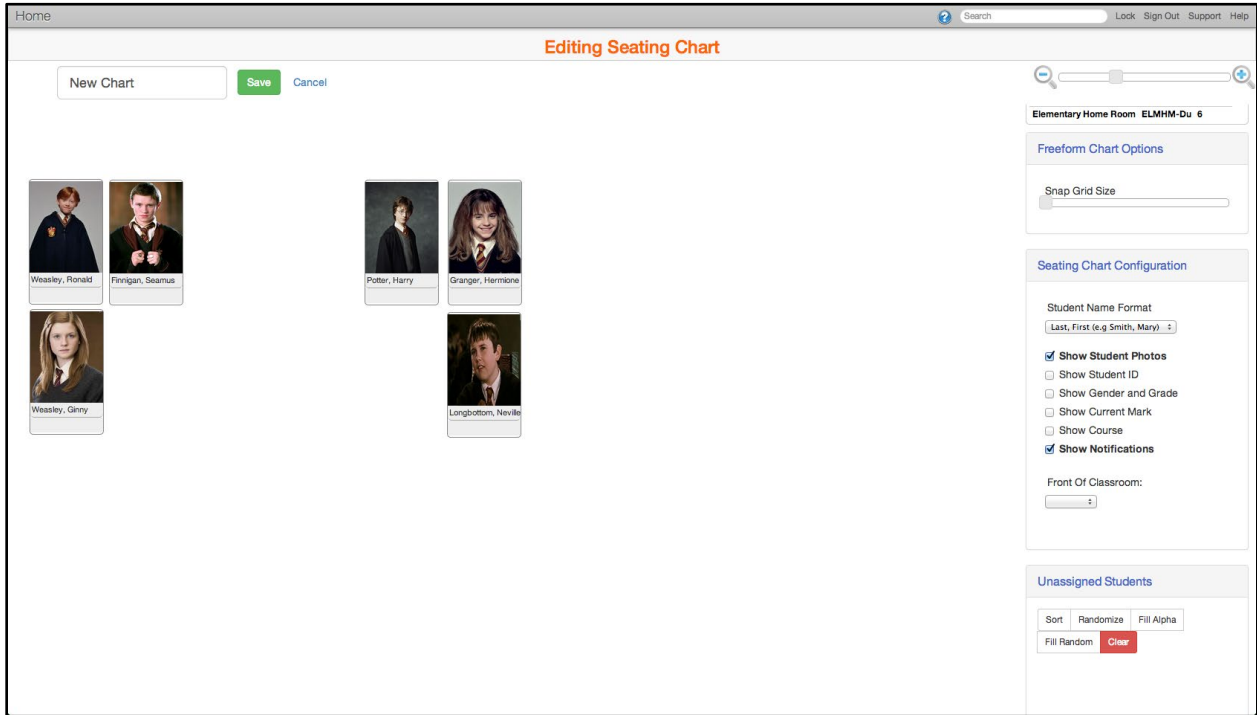 Home
Search
Lock Sign Out Support Help
Editing Seating Chart
New Chart
Save
Cancel
Elementary Home Room ELMHM-Du 6
Freeform Chart Options
Snap Grid Size
Weasley, Ronald
Finnigan, Seamus
Potter, Harry
Granger, Hermione
Weasley, Ginny
Longbottom, Neville
Seating Chart Configuration
Student Name Format
Last, First (e.g Smith, Mary)
Show Student Photos
Show Student ID
Show Gender and Grade
Show Current Mark
Show Course
Show Notifications
Front Of Classroom:
Unassigned Students
Sort Randomize Fill Alpha
Fill Random Clear